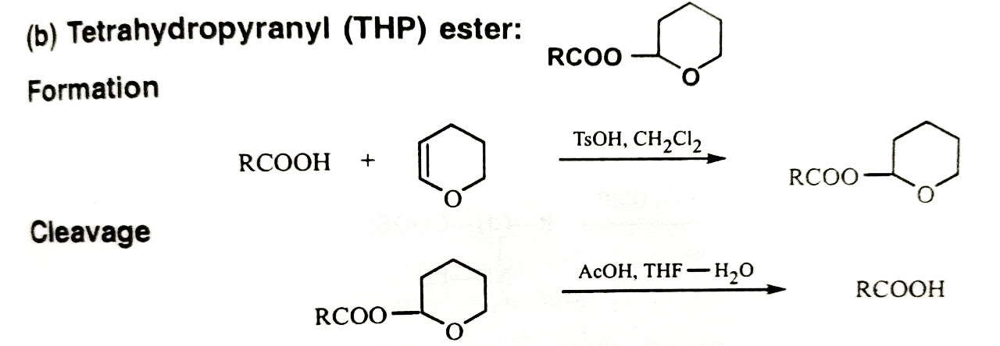 (b) Tetrahydropyranyl (THP) ester:
RCOO
O
Formation
RCOOH + O
TsOH, CH₂Cl₂
RCOO
O
Cleavage
RCOO
O
AcOH, THF—H₂O
RCOOH